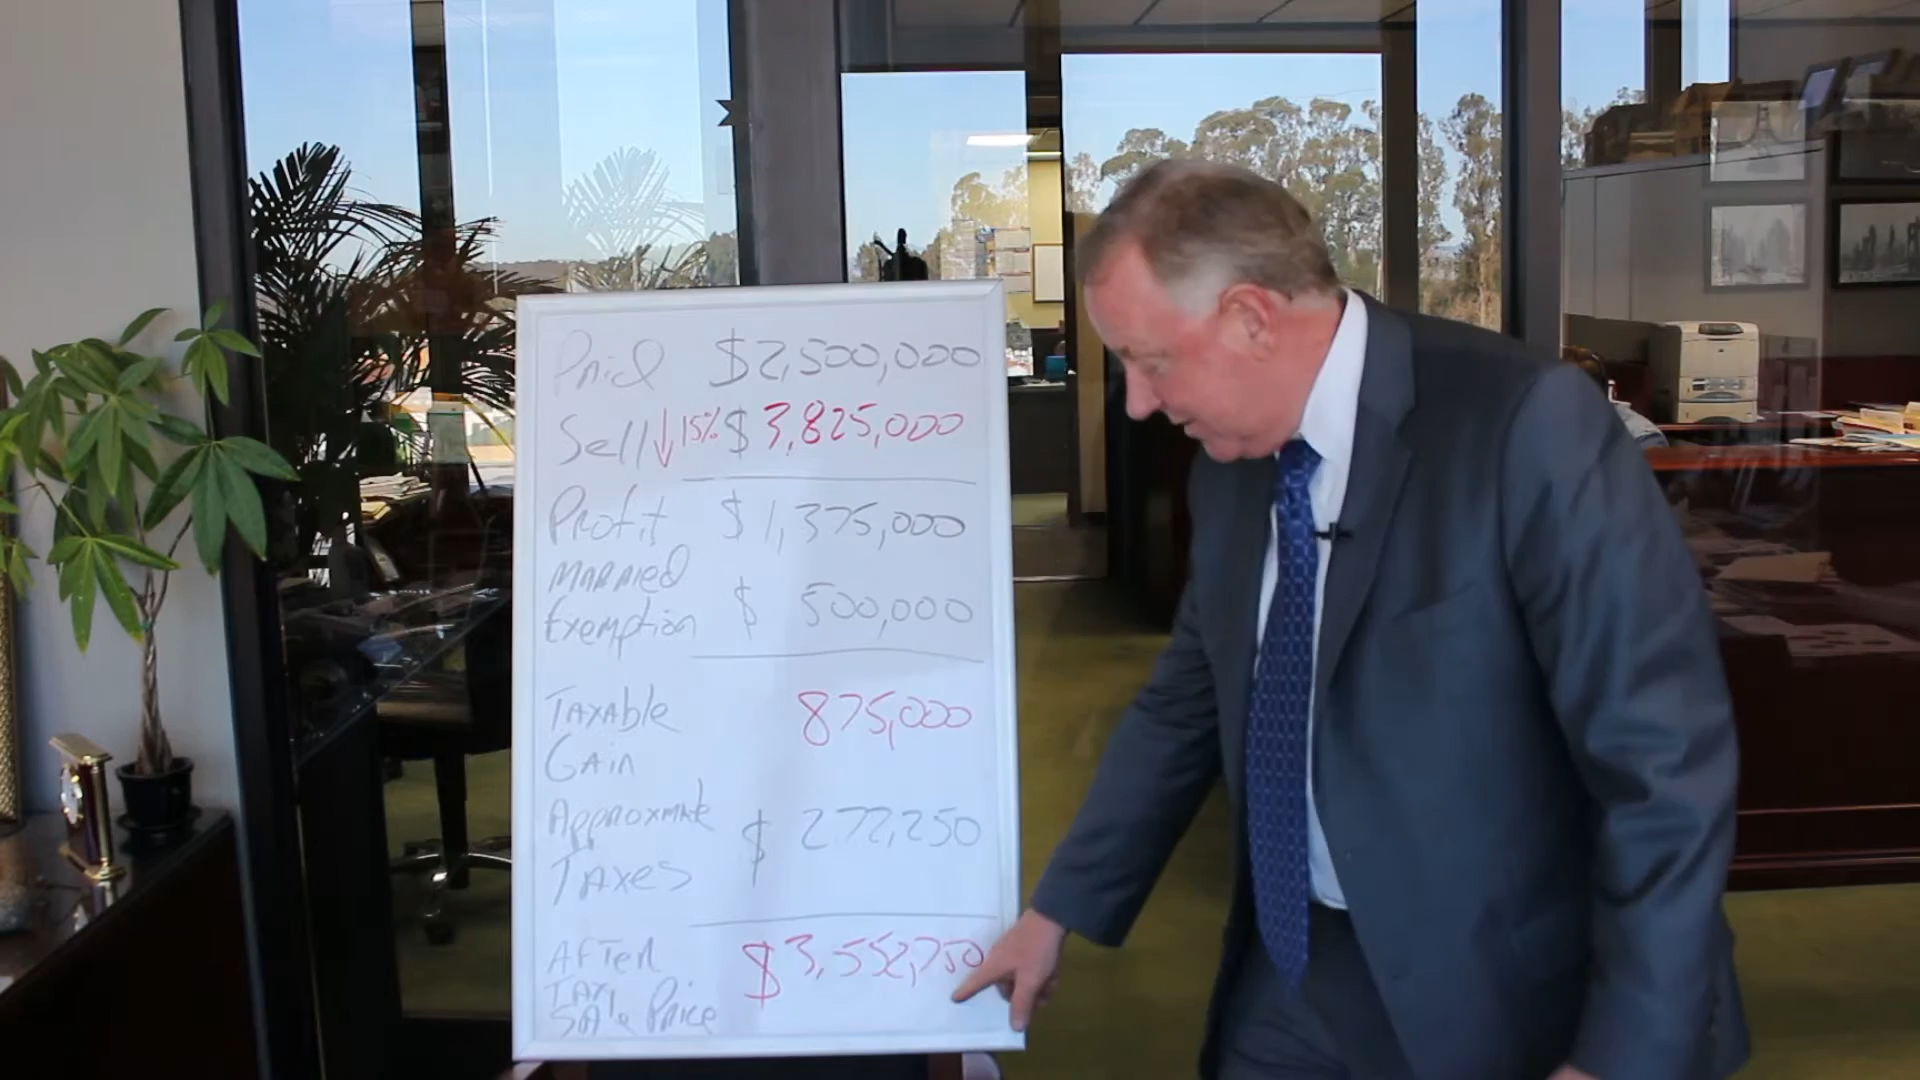 Paid $2,500,000
Sell ↓ 15% $3,825,000
Profit $1,375,000
MARRIED
Exemption $ 500,000
TAXAble 875,000
GAin
Approxmate $ 272,250
TAxes
AFTer $3,552,750
TAX
SAle Price